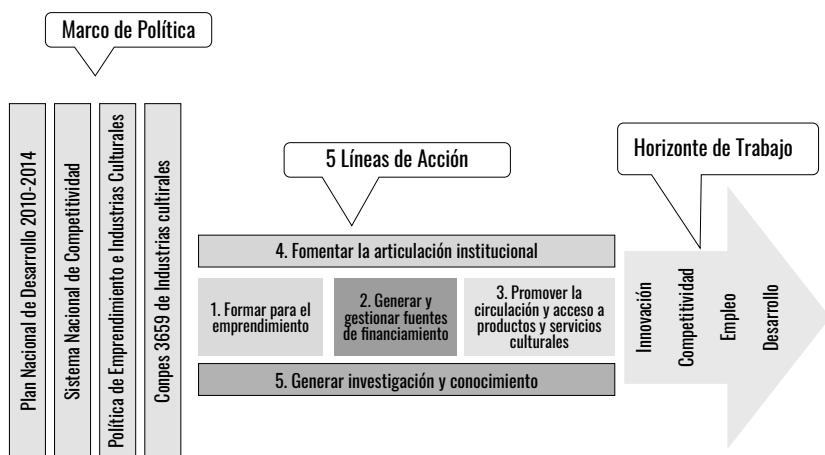 Marco de Política
Plan Nacional de Desarrollo 2010-2014
Sistema Nacional de Competitividad
Política de Emprendimiento e Industrias Culturales
Conpes 3659 de Industrias cultirales
5 Líneas de Acción
4. Fomentar la articulación institucional
1. Formar para el
emprendimiento
2. Generar y
gestionar fuentes
de financiamiento
3. Promover la
circulación y acceso a
productos y servicios
culturales
5. Generar investigación y conocimiento
Horizonte de Trabajo
Innovación
Competitividad
Empleo
Desarrollo